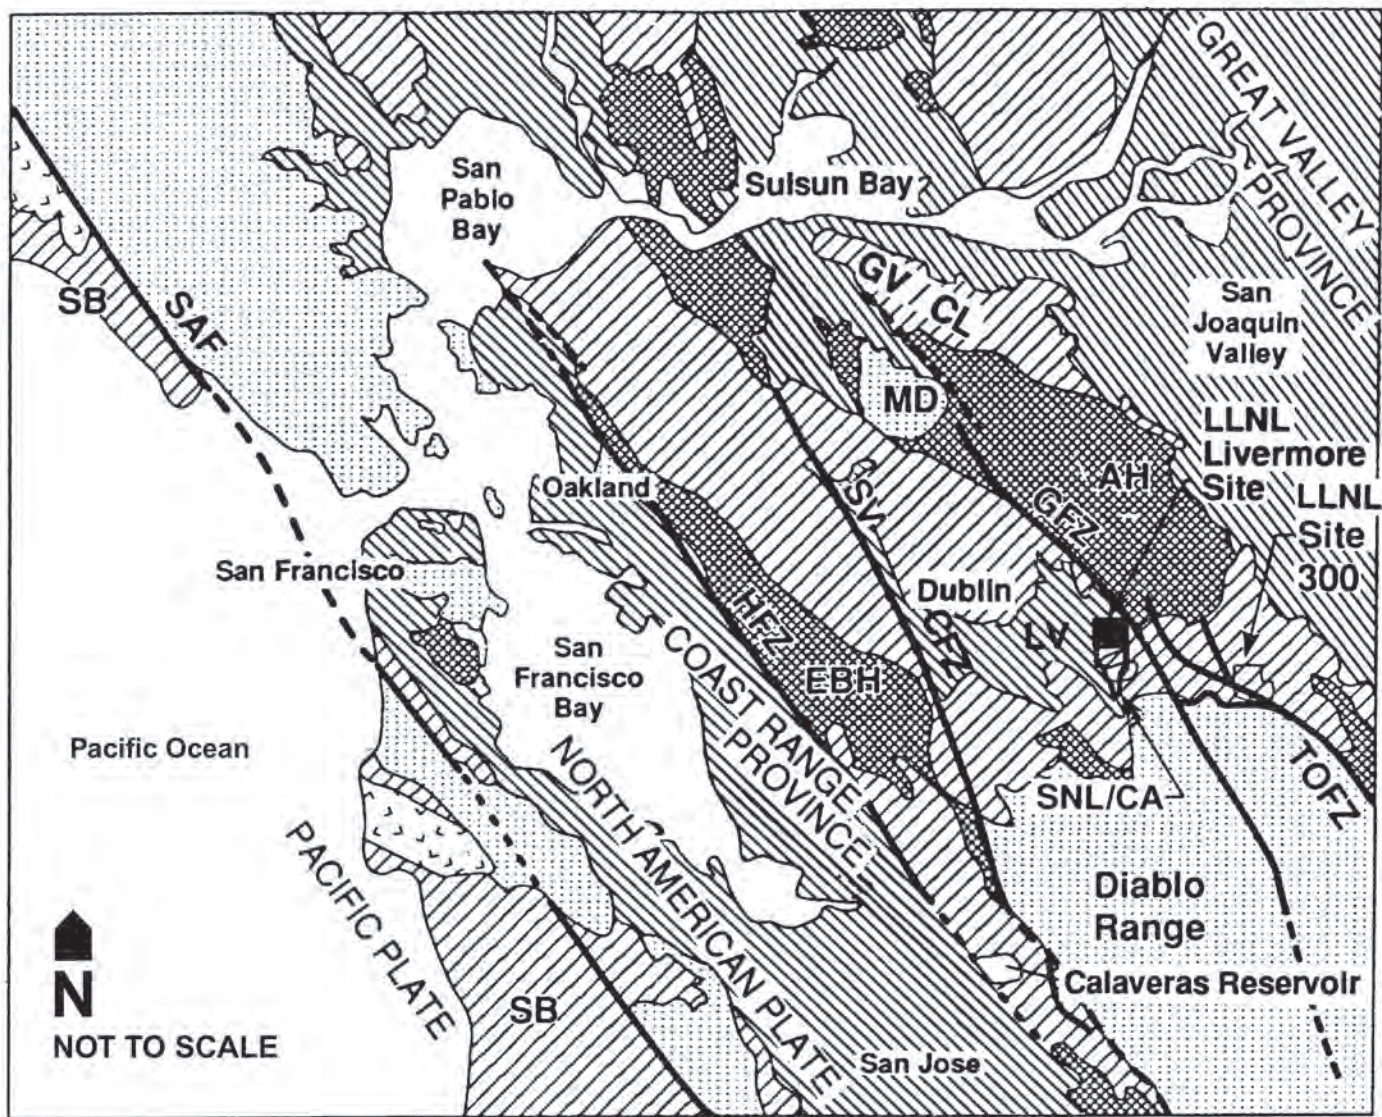 GREAT VALLEY
PROVINCE
San
Pablo
Bay
Suisun Bay
SB
SAF
GV / CL
San
Joaquin
Valley
MD
LLNL
Livermore
Site
AH
LLNL
Site
300
Oakland
SV
GFZ
San Francisco
Dublin
HFZ
CFZ
LV
COAST RANGE
PROVINCE
EBH
San
Francisco
Bay
Pacific Ocean
NORTH AMERICAN PLATE
SNL/CA
TOFZ
PACIFIC PLATE
Diablo
Range
Calaveras Reservoir
N
NOT TO SCALE
SB
San Jose